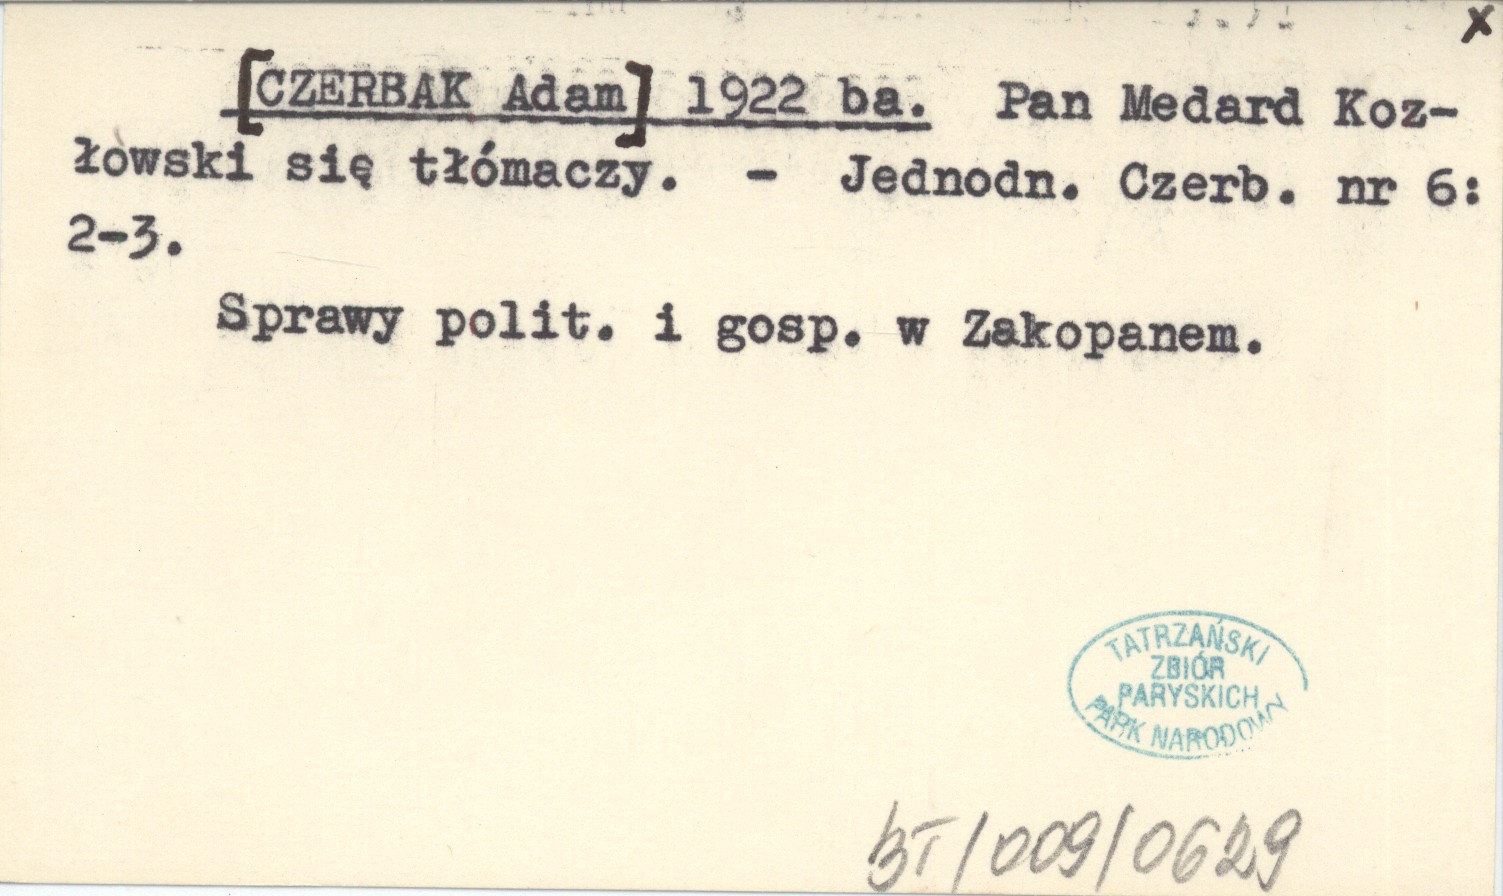 x
[CZERBAK Adam] 1922 ba. Pan Medard Koz-
łowski się tłómaczy. - Jednodn. Czerb. nr 6:
2-3.
Sprawy polit. i gosp. w Zakopanem.
TATRZAŃSKI
ZBIÓR
PARYSKICH
PARK NARODOWY
BT/009/0629